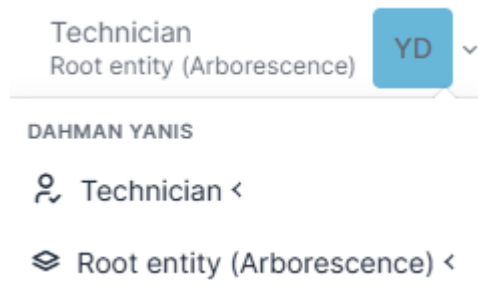 Technician
Root entity (Arborescence)
YD
DAHMAN YANIS
Technician
Root entity (Arborescence)